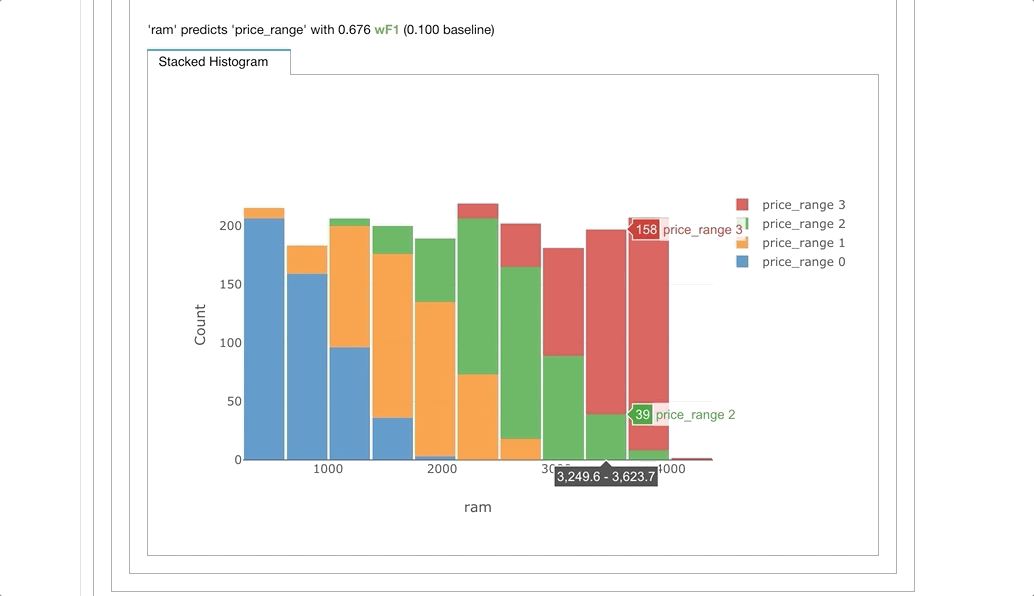 'ram' predicts 'price_range' with 0.676 wF1 (0.100 baseline)
Stacked Histogram
200
150
100
50
0
Count
1000
2000
4000
ram
158 price_range 3
39 price_range 2
3,249.6 - 3,623.7
price_range 3
price_range 2
price_range 1
price_range 0